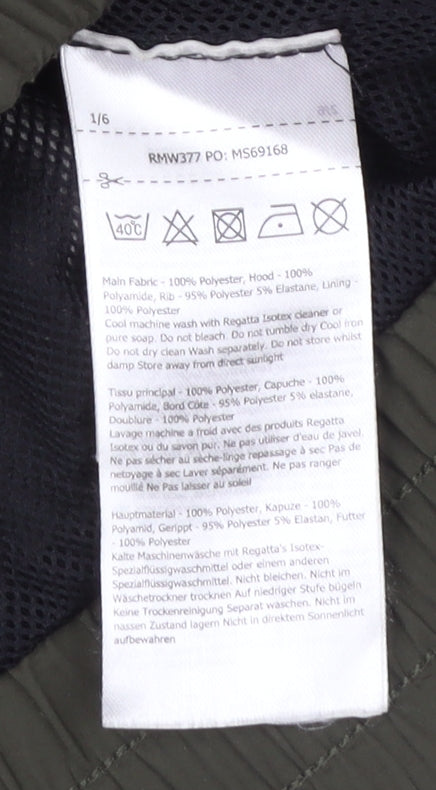 1/6
RMW377 PO: MS69168
40°C
Main Fabric - 100% Polyester, Hood - 100%
Polyamide, Rib - 95% Polyester 5% Elastane, Lining -
100% Polyester
Cool machine wash with Regatta Isotex cleaner or
pure soap. Do not bleach. Do not tumble dry Cool iron
Do not dry clean Wash separately. Do not store whilst
damp Store away from direct sunlight
Tissu principal - 100% Polyester, Capuche - 100%
Polyamide, Bord Côte - 95% Polyester 5% elastane,
Doublure - 100% Polyester
Lavage machine a froid avec des produits Regatta
Isotex ou du savon pur. Ne pas utiliser d'eau de javel.
Ne pas sécher au sèche-linge repassage à sec Pas de
netoyage à sec Laver séparément. Ne pas ranger
mouillé Ne Pas laisser au soleil
Hauptmaterial - 100% Polyester, Kapuze - 100%
Polyamid, Gerippt - 95% Polyester 5% Elastan, Futter
- 100% Polyester
Kalte Maschinenwäsche mit Regatta's Isotex-
Spezialflüssigwaschmittel oder einem anderen
Spezialflüssigwaschmittel. Nicht bleichen. Nicht im
Wäschetrockner trocknen Auf niedriger Stufe bügeln
Keine Trockenreinigung Separat waschen. Nicht im
nassen Zustand lagern Nicht in direktem Sonnenlicht
aufbewahren